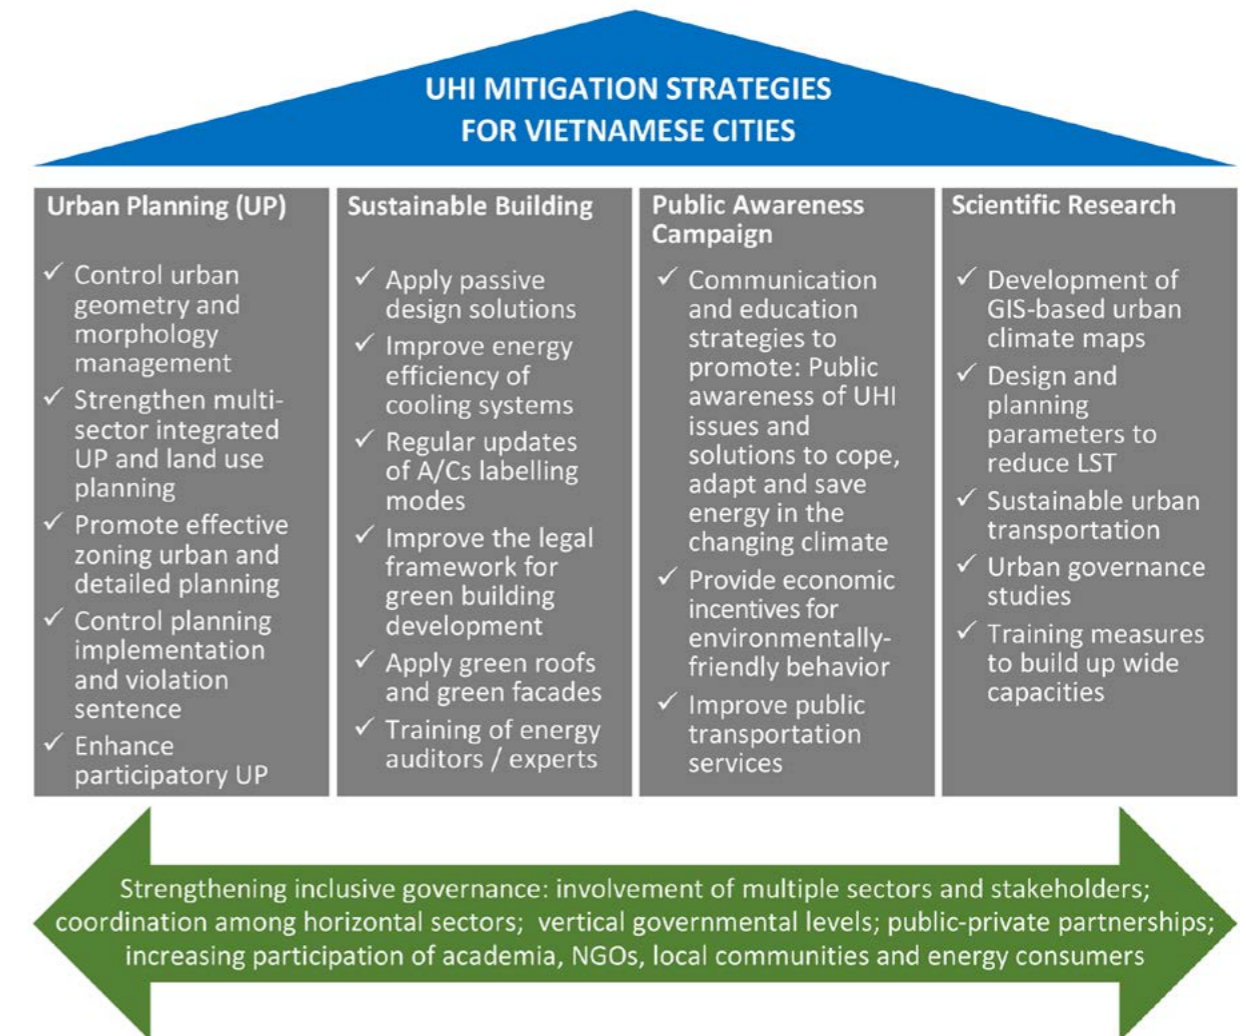 UHI MITIGATION STRATEGIES
FOR VIETNAMESE CITIES
Urban Planning (UP)
✓ Control urban
geometry and
morphology
management
✓ Strengthen multi-
sector integrated
UP and land use
planning
✓ Promote effective
zoning urban and
detailed planning
✓ Control planning
implementation
and violation
sentence
✓ Enhance
participatory UP
Sustainable Building
✓ Apply passive
design solutions
✓ Improve energy
efficiency of
cooling systems
✓ Regular updates
of A/Cs labelling
modes
✓ Improve the legal
framework for
green building
development
✓ Apply green roofs
and green facades
✓ Training of energy
auditors / experts
Public Awareness
Campaign
✓ Communication
and education
strategies to
promote: Public
awareness of UHI
issues and
solutions to cope,
adapt and save
energy in the
changing climate
✓ Provide economic
incentives for
environmentally-
friendly behavior
✓ Improve public
transportation
services
Scientific Research
✓ Development of
GIS-based urban
climate maps
✓ Design and
planning
parameters to
reduce LST
✓ Sustainable urban
transportation
✓ Urban governance
studies
✓ Training measures
to build up wide
capacities
Strengthening inclusive governance: involvement of multiple sectors and stakeholders;
coordination among horizontal sectors; vertical governmental levels; public-private partnerships;
increasing participation of academia, NGOs, local communities and energy consumers